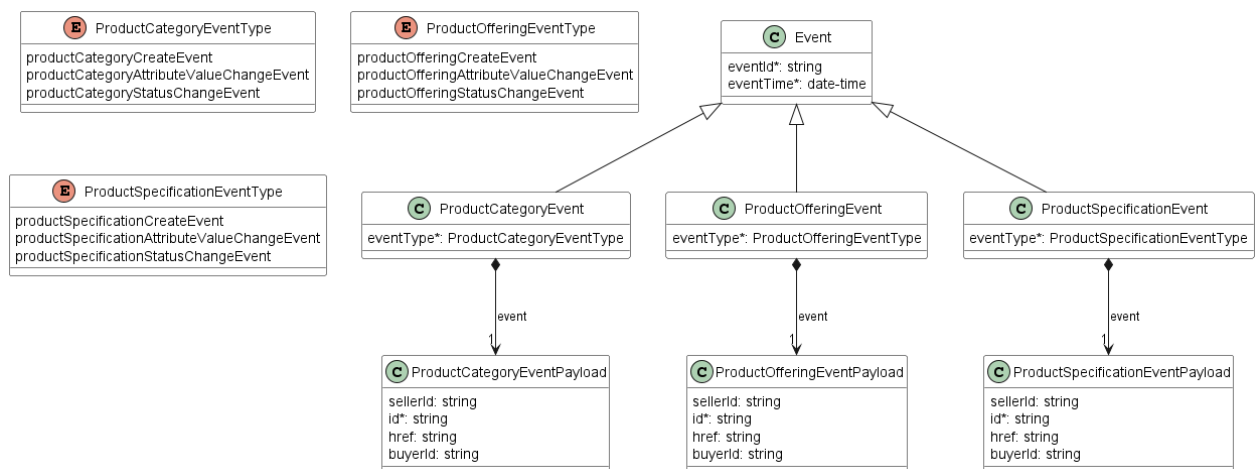 E ProductCategoryEventType
productCategoryCreateEvent
productCategoryAttributeValueChangeEvent
productCategoryStatusChangeEvent
E ProductOfferingEventType
productOfferingCreateEvent
productOfferingAttributeValueChangeEvent
productOfferingStatusChangeEvent
C Event
eventId*: string
eventTime*: date-time
E ProductSpecificationEventType
productSpecificationCreateEvent
productSpecificationAttributeValueChangeEvent
productSpecificationStatusChangeEvent
C ProductCategoryEvent
eventType*: ProductCategoryEventType
C ProductOfferingEvent
eventType*: ProductOfferingEventType
C ProductSpecificationEvent
eventType*: ProductSpecificationEventType
event
1
event
1
event
1
C ProductCategoryEventPayload
sellerId: string
id*: string
href: string
buyerId: string
C ProductOfferingEventPayload
sellerId: string
id*: string
href: string
buyerId: string
C ProductSpecificationEventPayload
sellerId: string
id*: string
href: string
buyerId: string